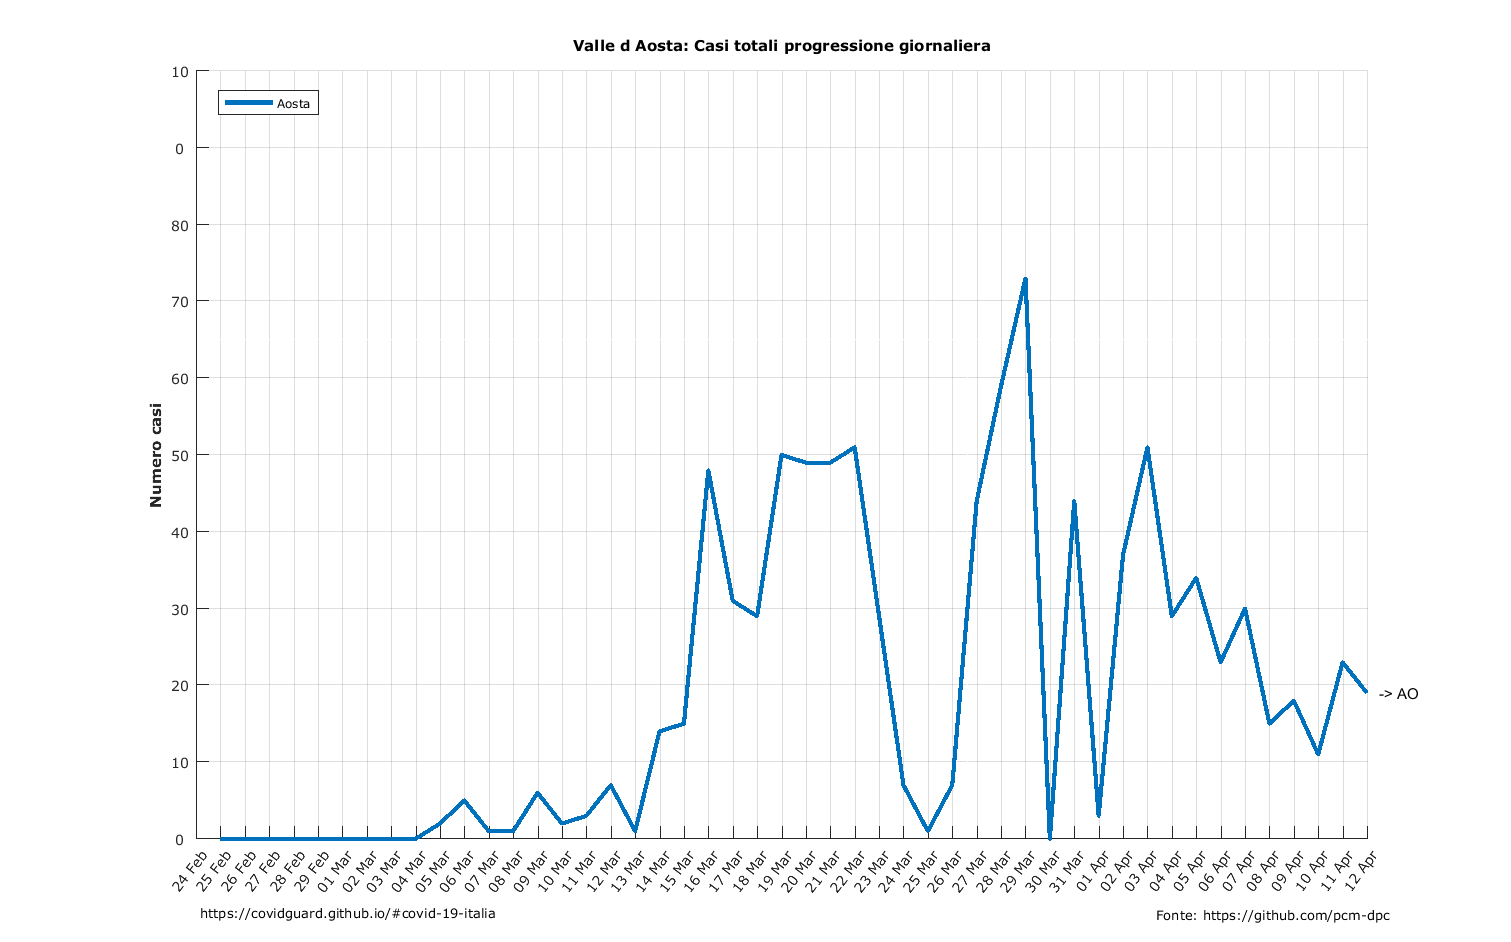 Valle d Aosta: Casi totali progressione giornaliera
Aosta
Numero casi
10
0
80
70
60
50
40
30
20
10
0
-> AO
24 Feb
25 Feb
26 Feb
27 Feb
28 Feb
29 Feb
01 Mar
02 Mar
03 Mar
04 Mar
05 Mar
06 Mar
07 Mar
08 Mar
09 Mar
10 Mar
11 Mar
12 Mar
13 Mar
14 Mar
15 Mar
16 Mar
17 Mar
18 Mar
19 Mar
20 Mar
21 Mar
22 Mar
23 Mar
24 Mar
25 Mar
26 Mar
27 Mar
28 Mar
29 Mar
30 Mar
31 Mar
01 Apr
02 Apr
03 Apr
04 Apr
05 Apr
06 Apr
07 Apr
08 Apr
09 Apr
10 Apr
11 Apr
12 Apr
https://covidguard.github.io/#covid-19-italia
Fonte: https://github.com/pcm-dpc